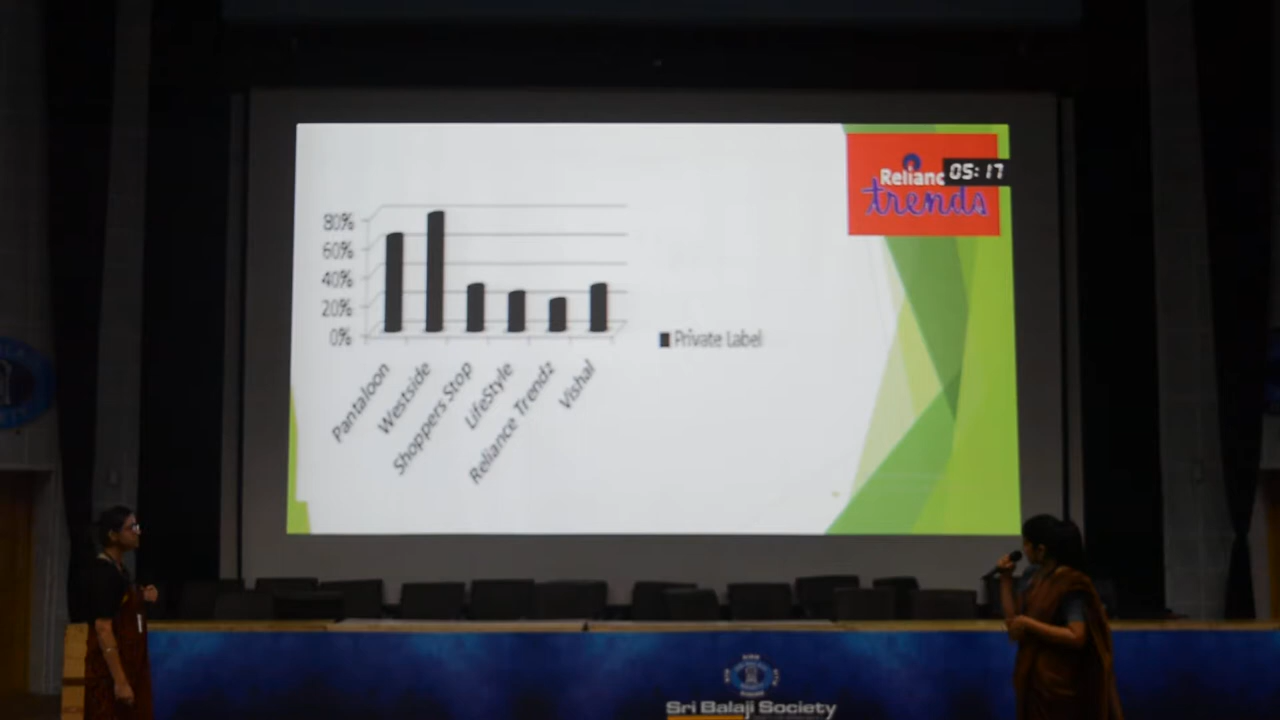 Relianc
05:17
trends
80%
60%
40%
20%
0%
Private Label
Pantaloon
Westside
Shoppers Stop
LifeStyle
Reliance Trendz
Vishal
Sri Balaji Society